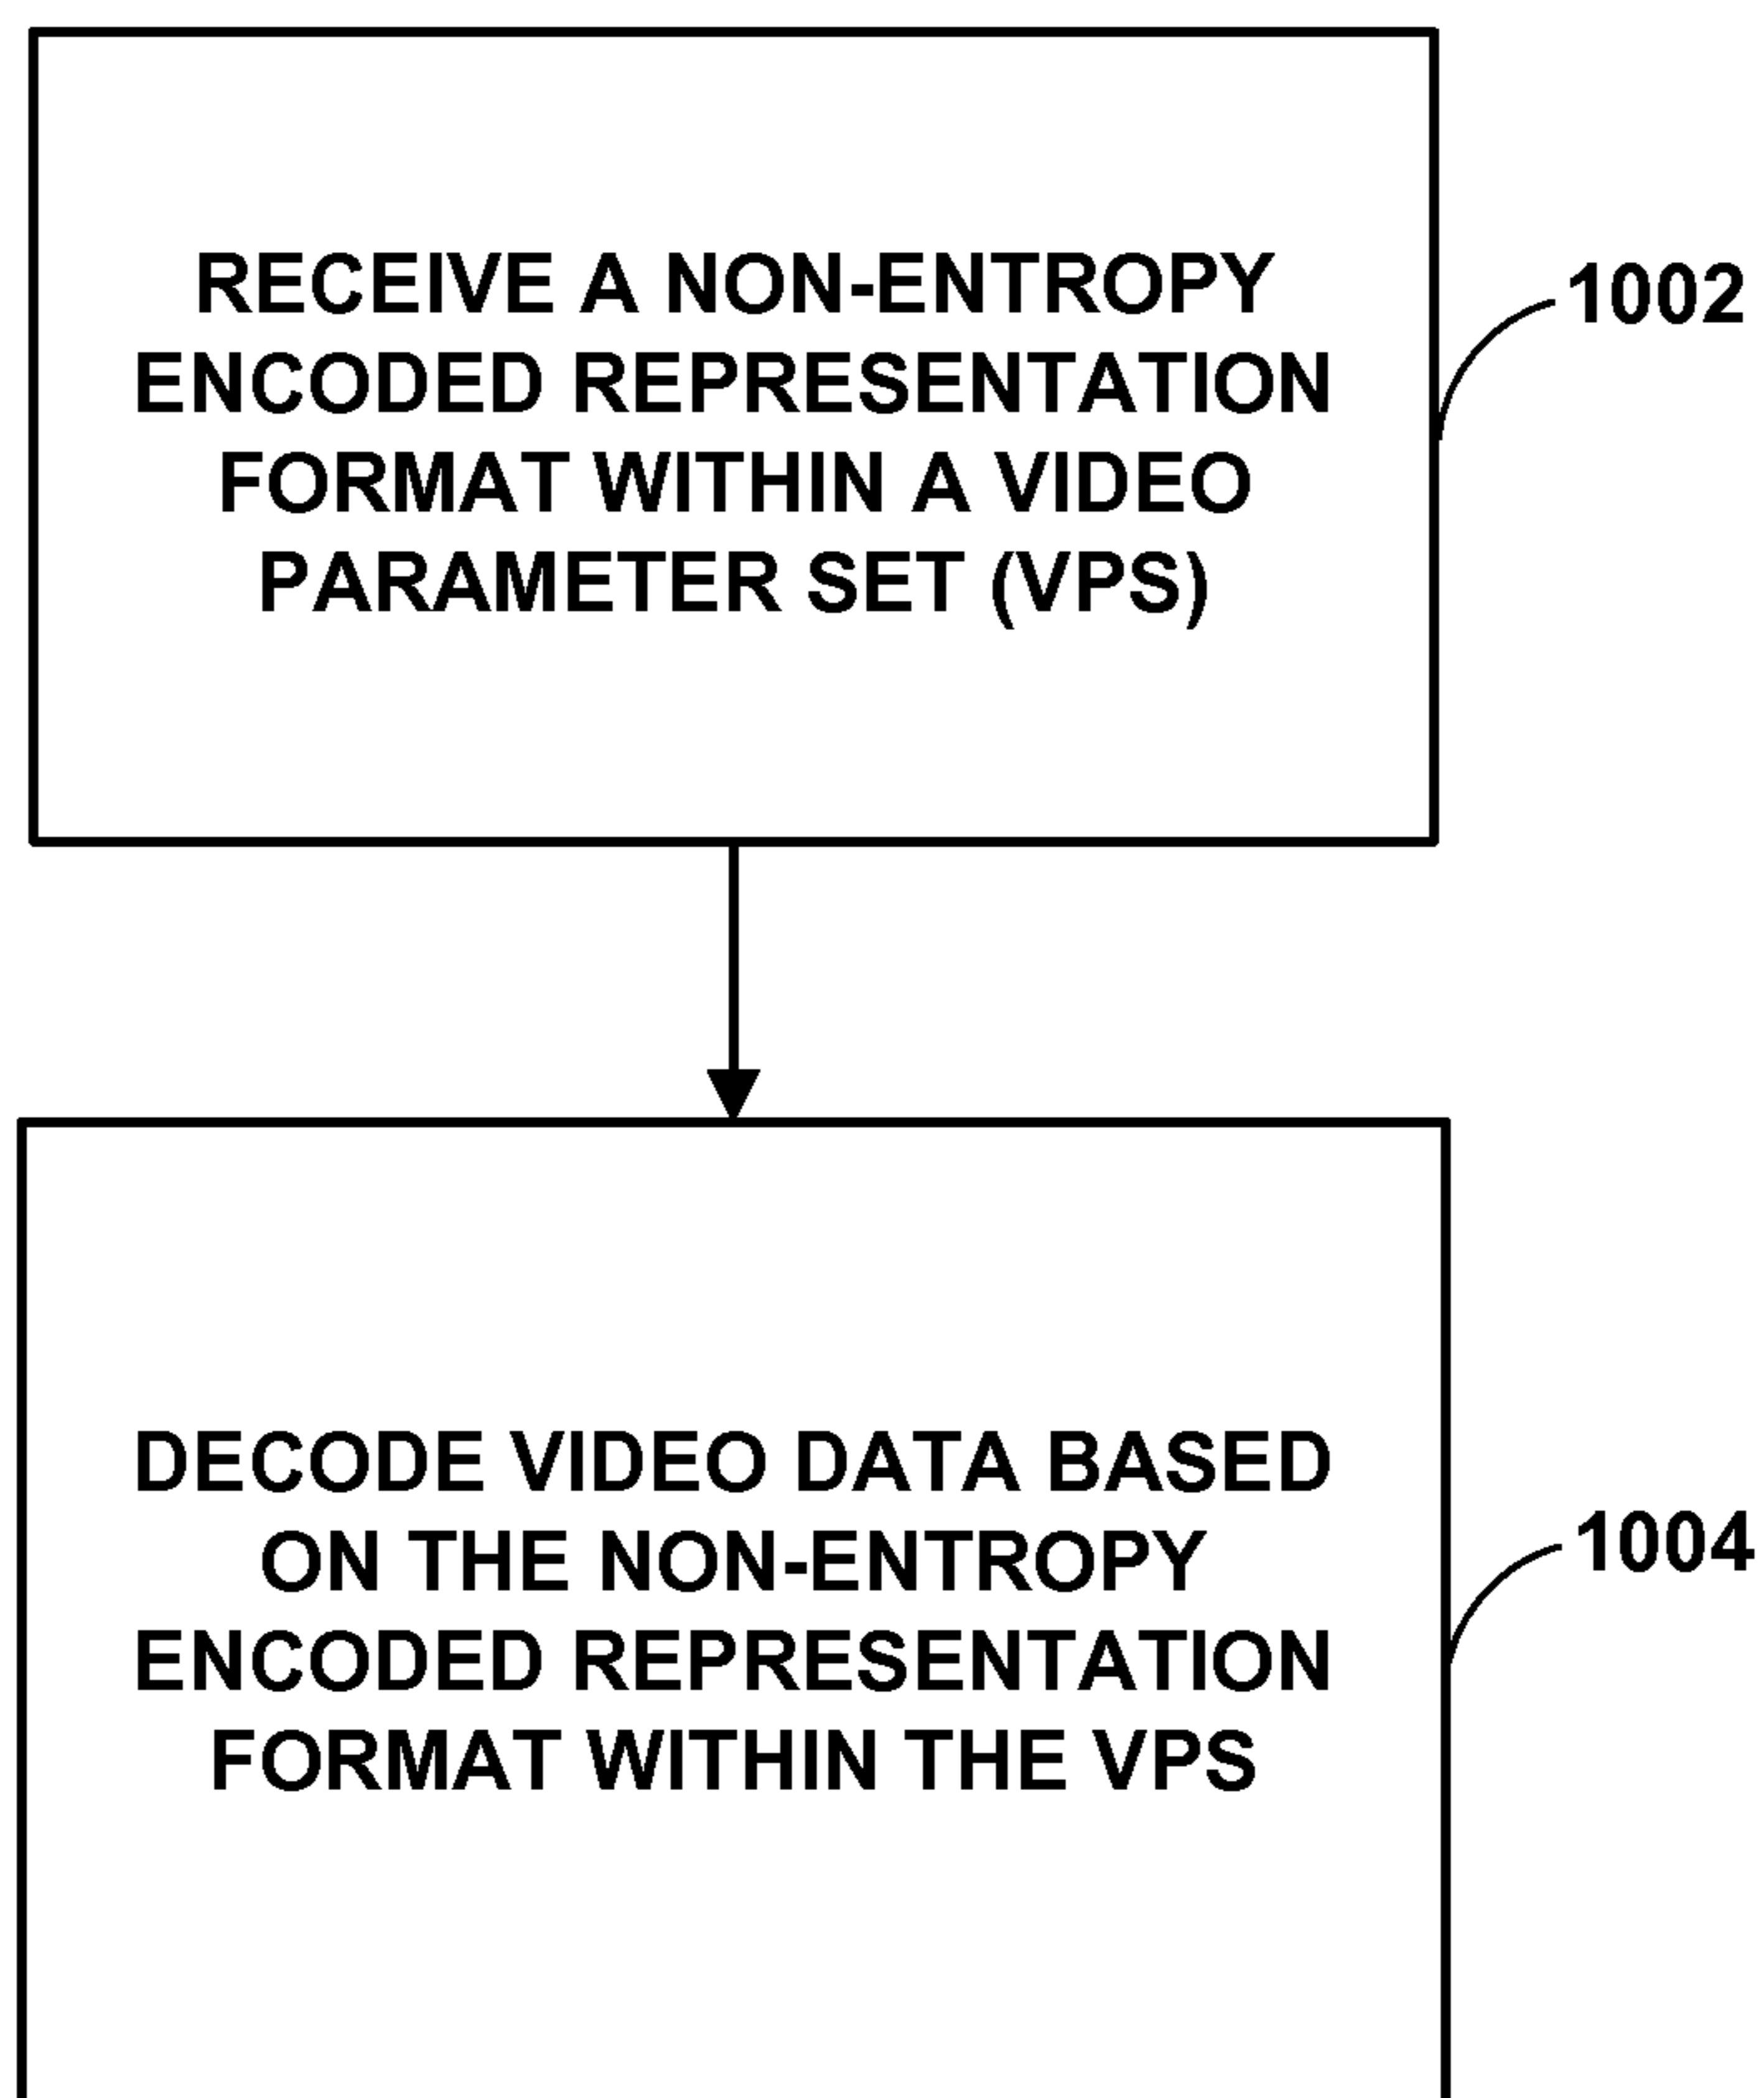 RECEIVE A NON-ENTROPY
ENCODED REPRESENTATION
FORMAT WITHIN A VIDEO
PARAMETER SET (VPS)
1002
DECODE VIDEO DATA BASED
ON THE NON-ENTROPY
ENCODED REPRESENTATION
FORMAT WITHIN THE VPS
1004